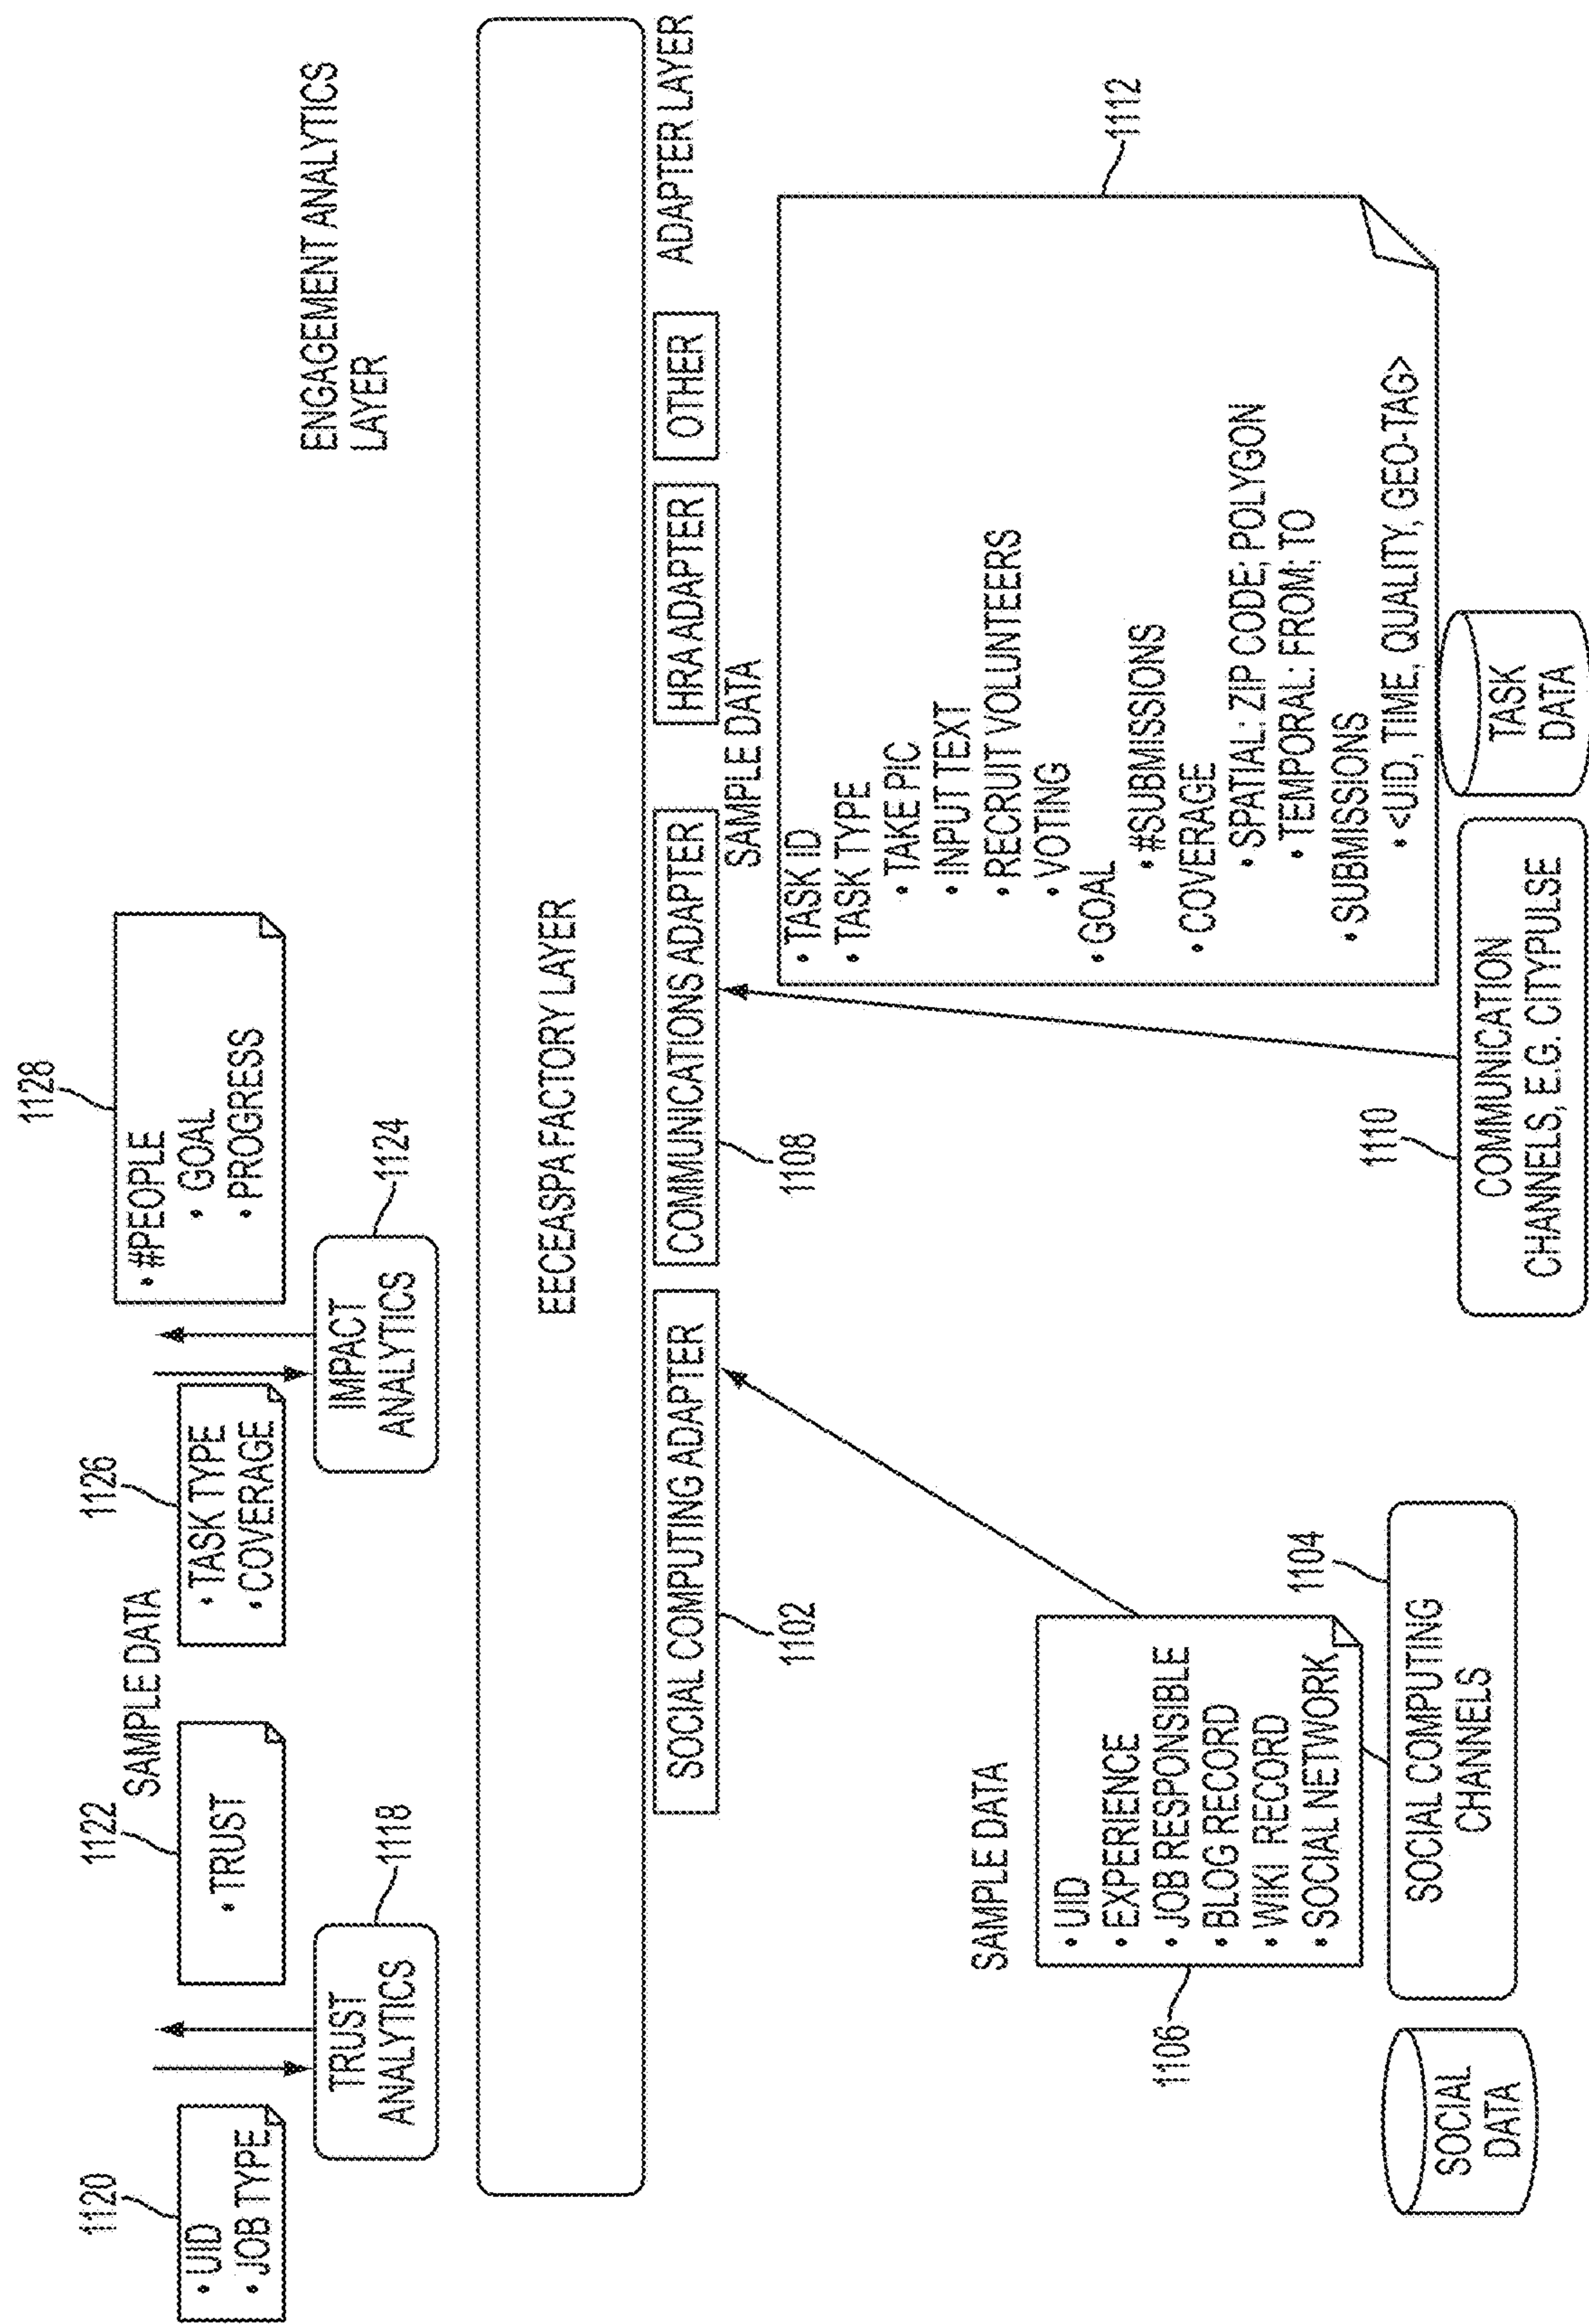 1128
• #PEOPLE
• GOAL
• PROGRESS
1120
• UID
• JOB TYPE
1122
• TRUST
SAMPLE DATA
1126
• TASK TYPE
• COVERAGE
TRUST
ANALYTICS
1118
IMPACT
ANALYTICS
1124
ENGAGEMENT ANALYTICS
LAYER
EECEASPA FACTORY LAYER
SOCIAL COMPUTING ADAPTER
COMMUNICATIONS ADAPTER
HRA ADAPTER
OTHER
ADAPTER LAYER
1102
1108
SAMPLE DATA
• TASK ID
• TASK TYPE
• TAKE PIC
• INPUT TEXT
• RECRUIT VOLUNTEERS
• VOTING
• GOAL
• #SUBMISSIONS
• COVERAGE
• SPATIAL: ZIP CODE; POLYGON
• TEMPORAL: FROM; TO
• SUBMISSIONS
• <UID, TIME, QUALITY, GEO-TAG>
1112
SAMPLE DATA
• UID
• EXPERIENCE
• JOB RESPONSIBLE
• BLOG RECORD
• WIKI RECORD
• SOCIAL NETWORK
1106
1104
SOCIAL
DATA
SOCIAL COMPUTING
CHANNELS
1110
COMMUNICATION
CHANNELS, E.G. CITYPULSE
TASK
DATA